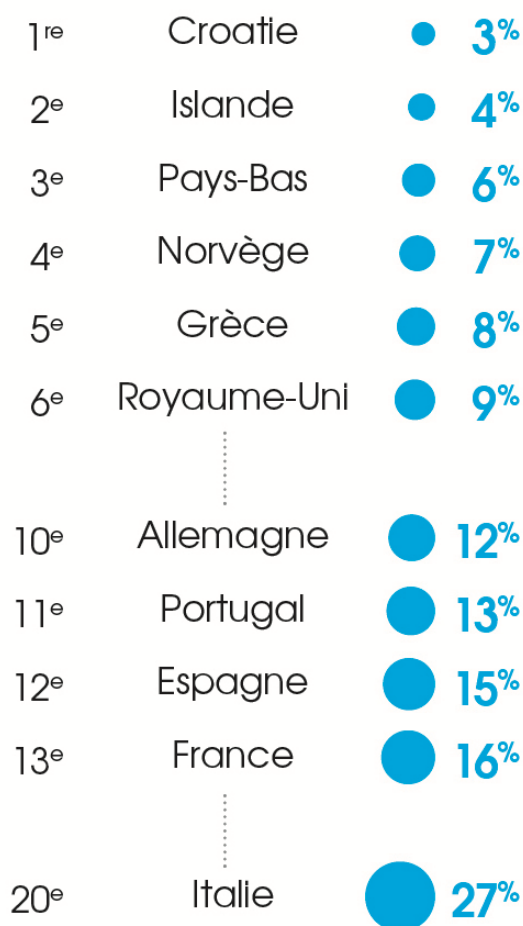 1re Croatie 3%
2e Islande 4%
3e Pays-Bas 6%
4e Norvège 7%
5e Grèce 8%
6e Royaume-Uni 9%
10e Allemagne 12%
11e Portugal 13%
12e Espagne 15%
13e France 16%
20e Italie 27%